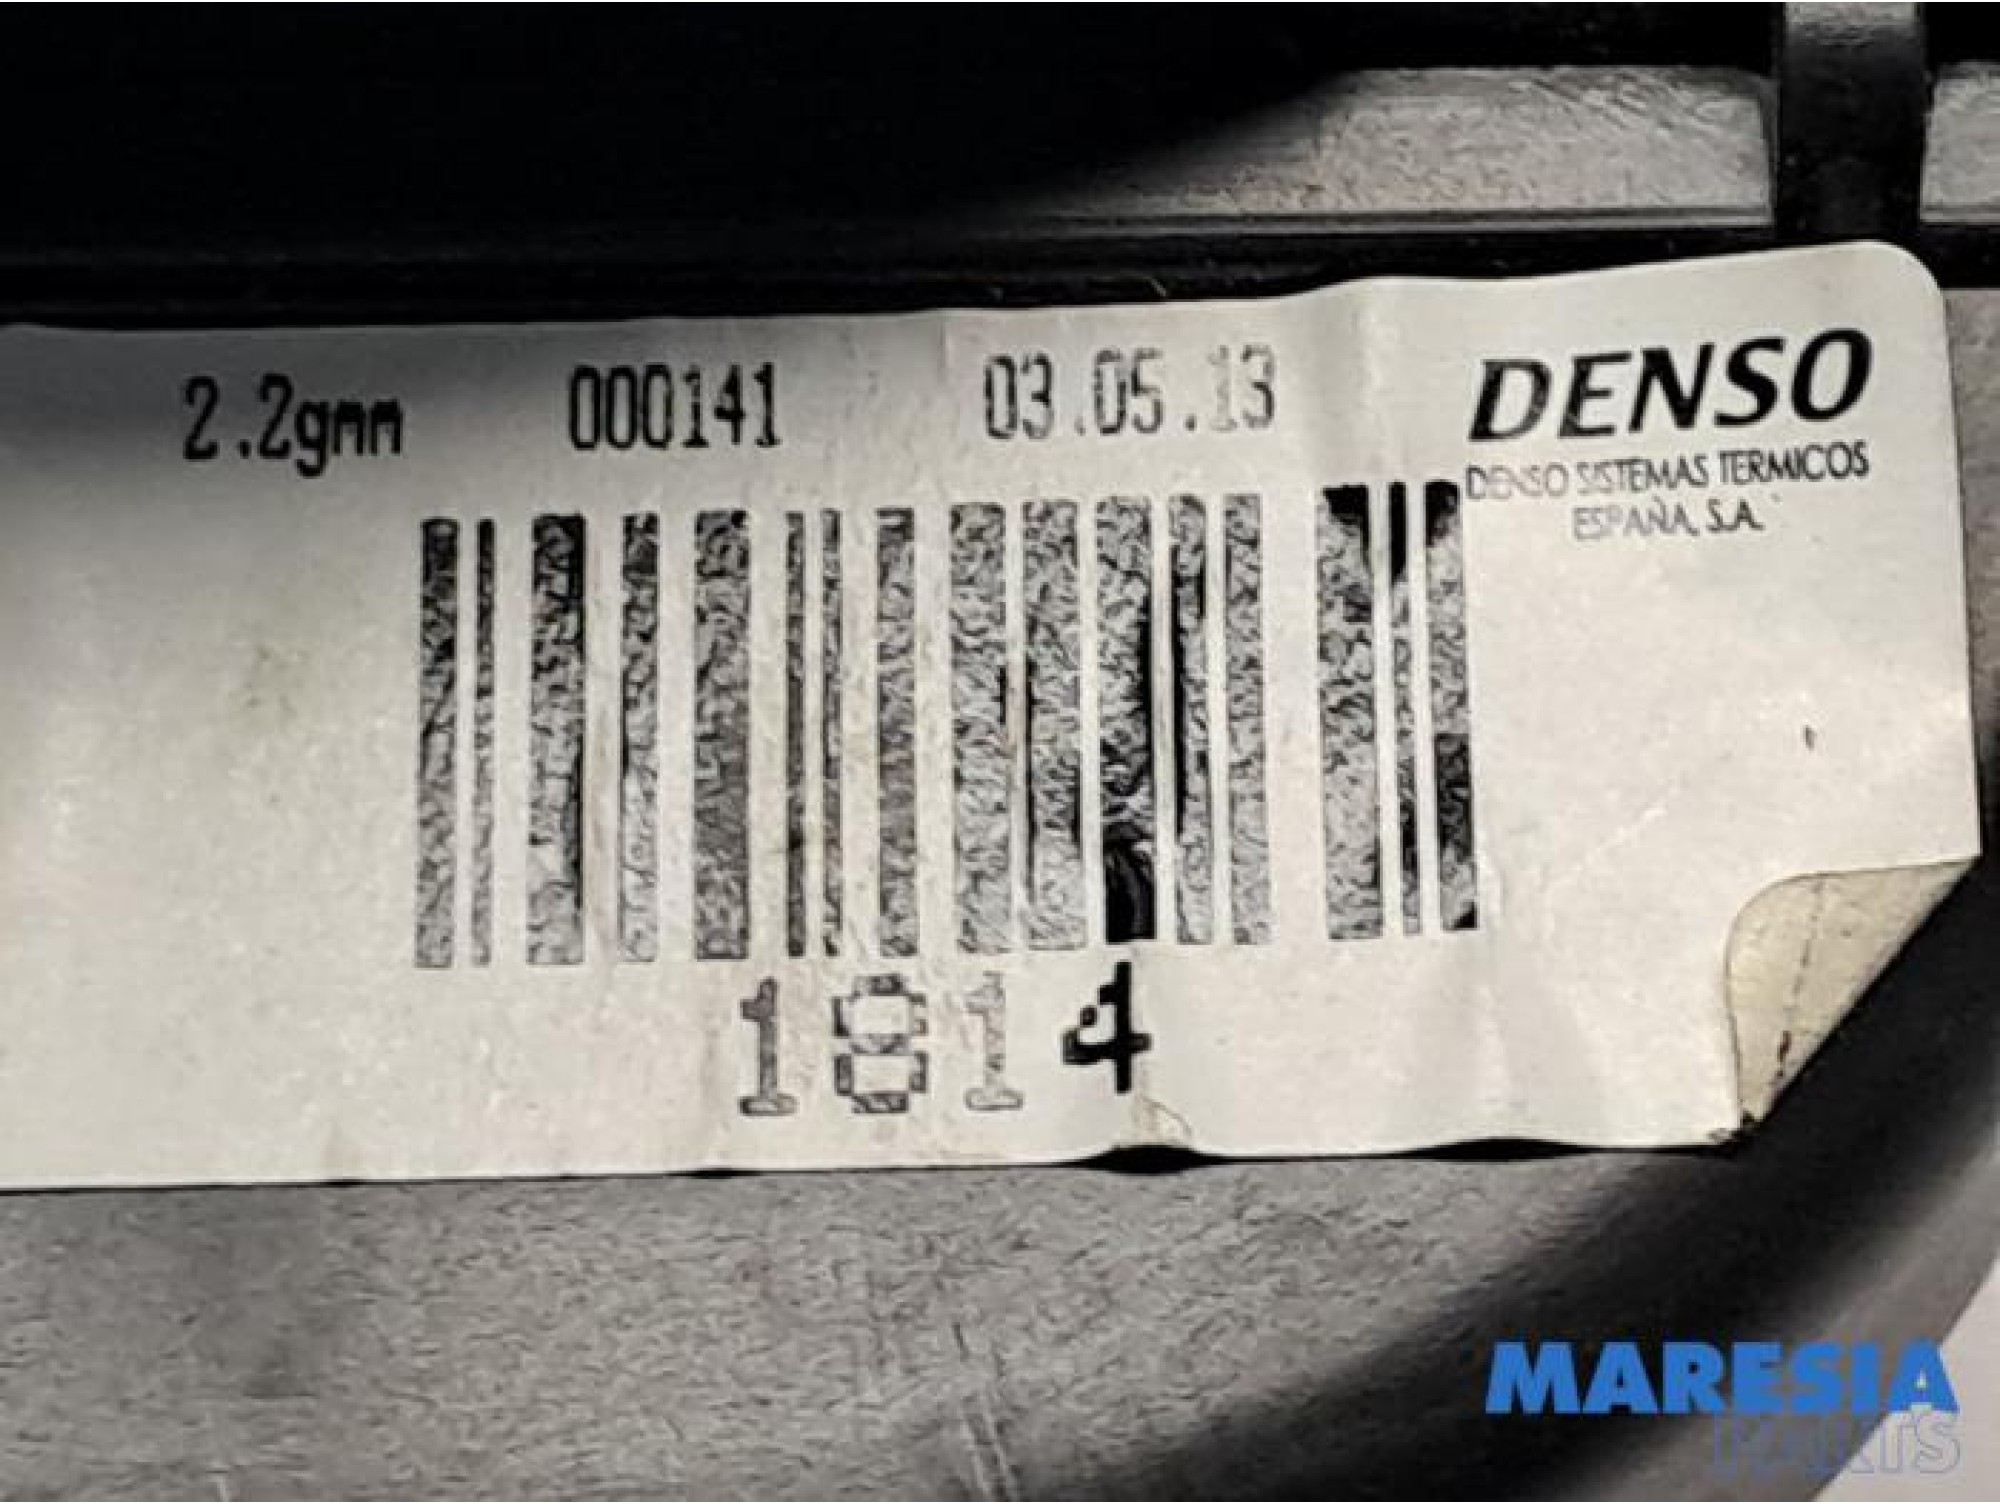 2.2gmm 000141 03.05.13 DENSO
DENSO SISTEMAS TERMICOS
ESPAÑA, S.A.
1814
MARESIA
PARTS